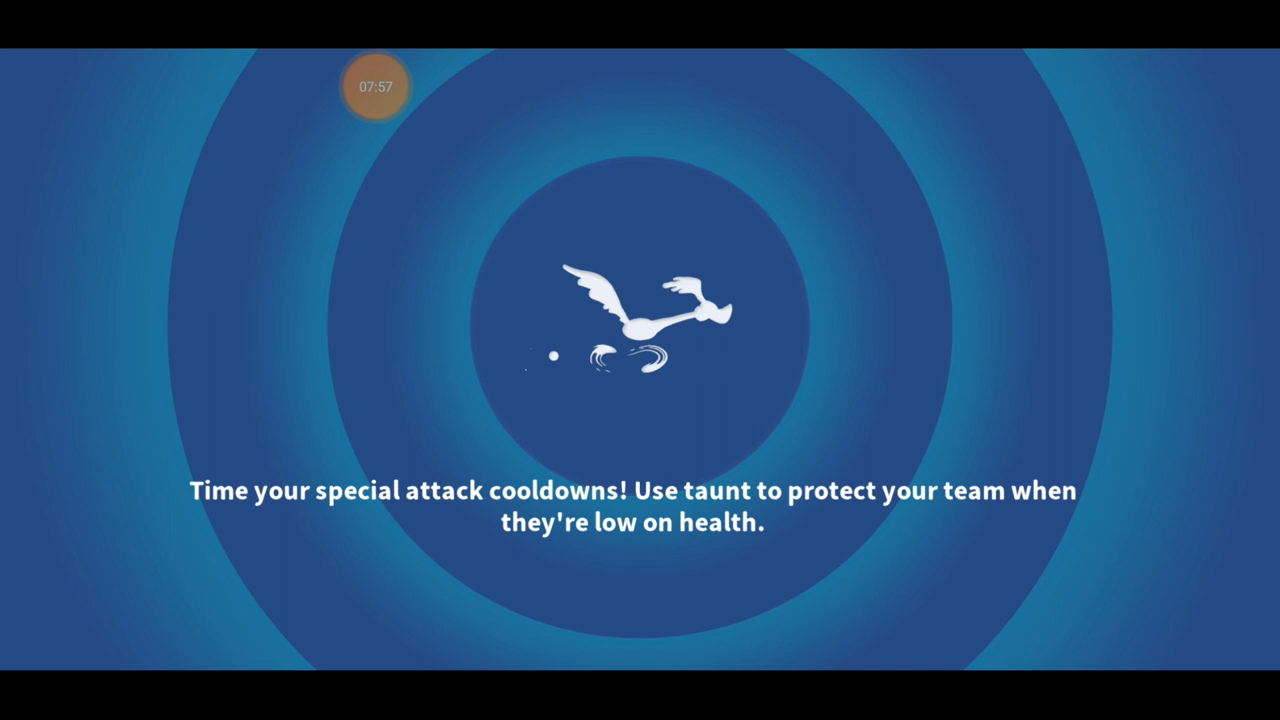 07:57
Time your special attack cooldowns! Use taunt to protect your team when
they're low on health.